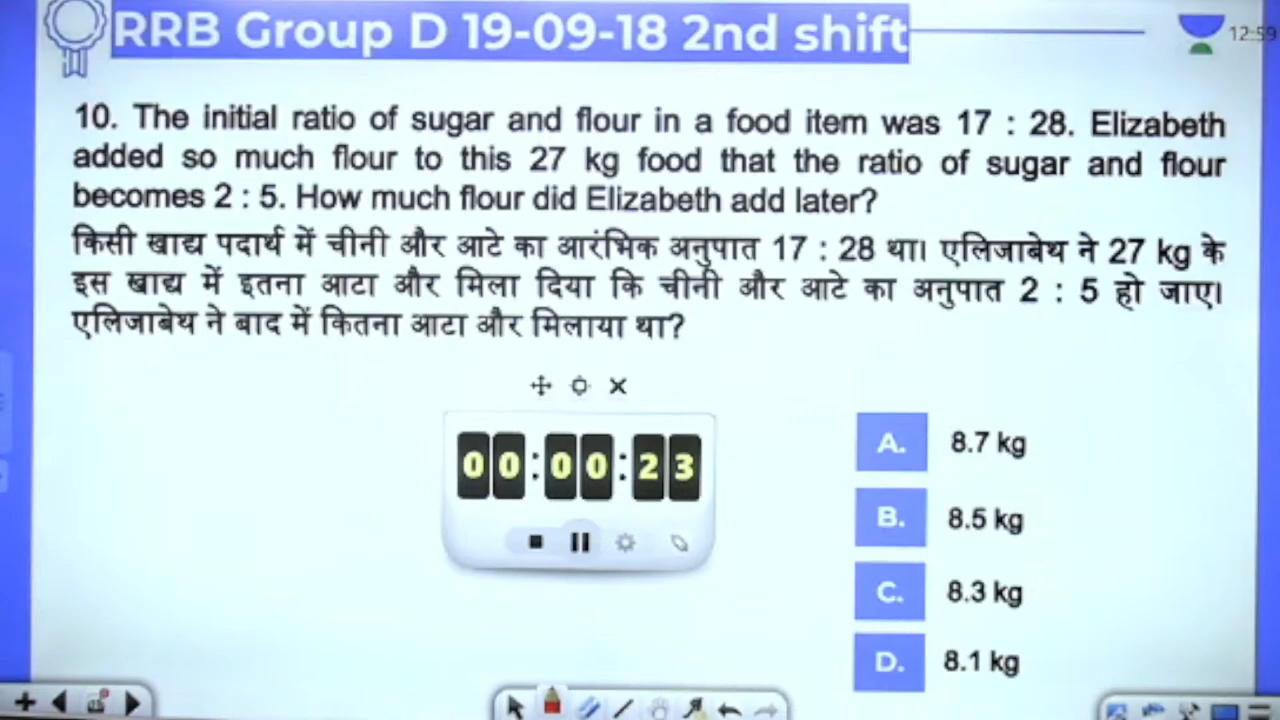 RRB Group D 19-09-18 2nd shift
12:59
10. The initial ratio of sugar and flour in a food item was 17 : 28. Elizabeth
added so much flour to this 27 kg food that the ratio of sugar and flour
becomes 2 : 5. How much flour did Elizabeth add later?
किसी खाद्य पदार्थ में चीनी और आटे का आरंभिक अनुपात 17 : 28 था। एलिजाबेथ ने 27 kg के
इस खाद्य में इतना आटा और मिला दिया कि चीनी और आटे का अनुपात 2 : 5 हो जाए।
एलिजाबेथ ने बाद में कितना आटा और मिलाया था?
00:00:23
A. 8.7 kg
B. 8.5 kg
C. 8.3 kg
D. 8.1 kg